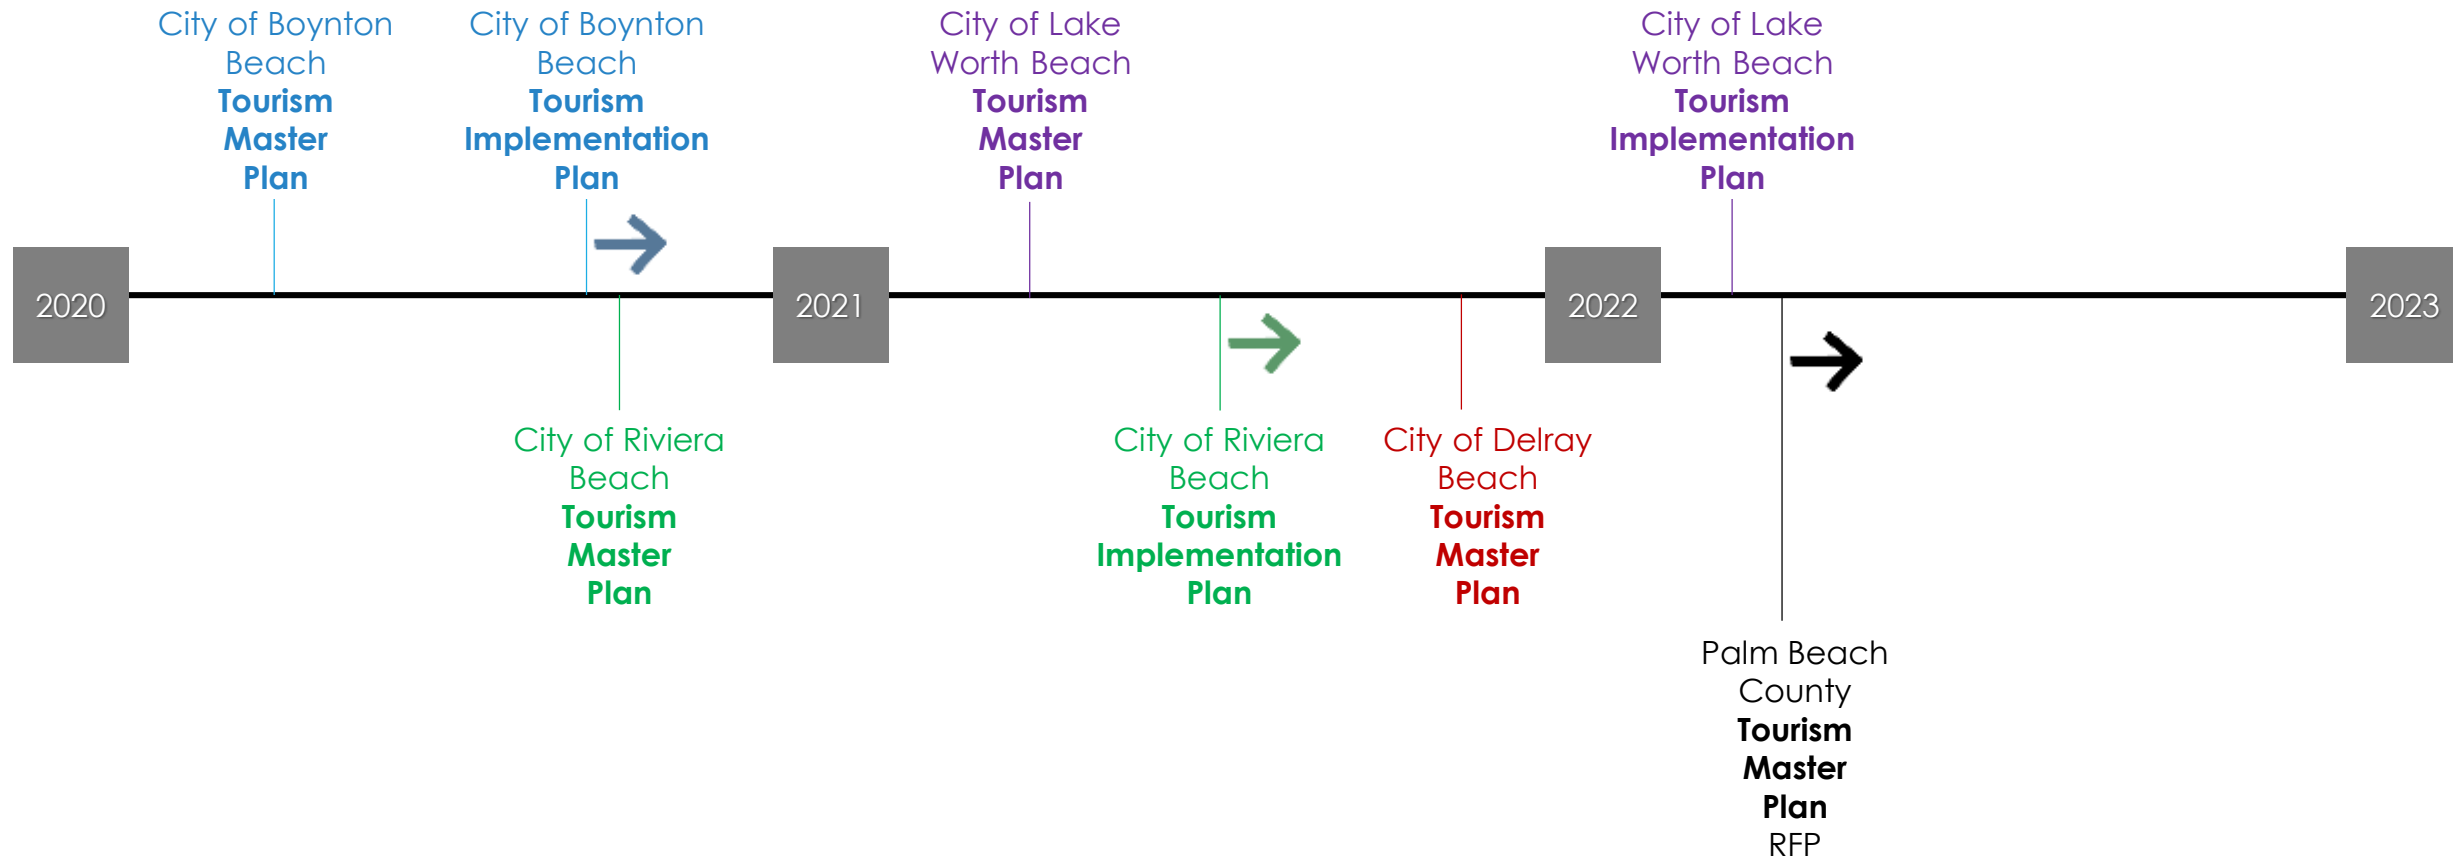 City of Boynton
Beach
Tourism
Master
Plan
City of Boynton
Beach
Tourism
Implementation
Plan
City of Lake
Worth Beach
Tourism
Master
Plan
City of Lake
Worth Beach
Tourism
Implementation
Plan
2020
2021
2022
2023
City of Riviera
Beach
Tourism
Master
Plan
City of Riviera
Beach
Tourism
Implementation
Plan
City of Delray
Beach
Tourism
Master
Plan
Palm Beach
County
Tourism
Master
Plan
RFP